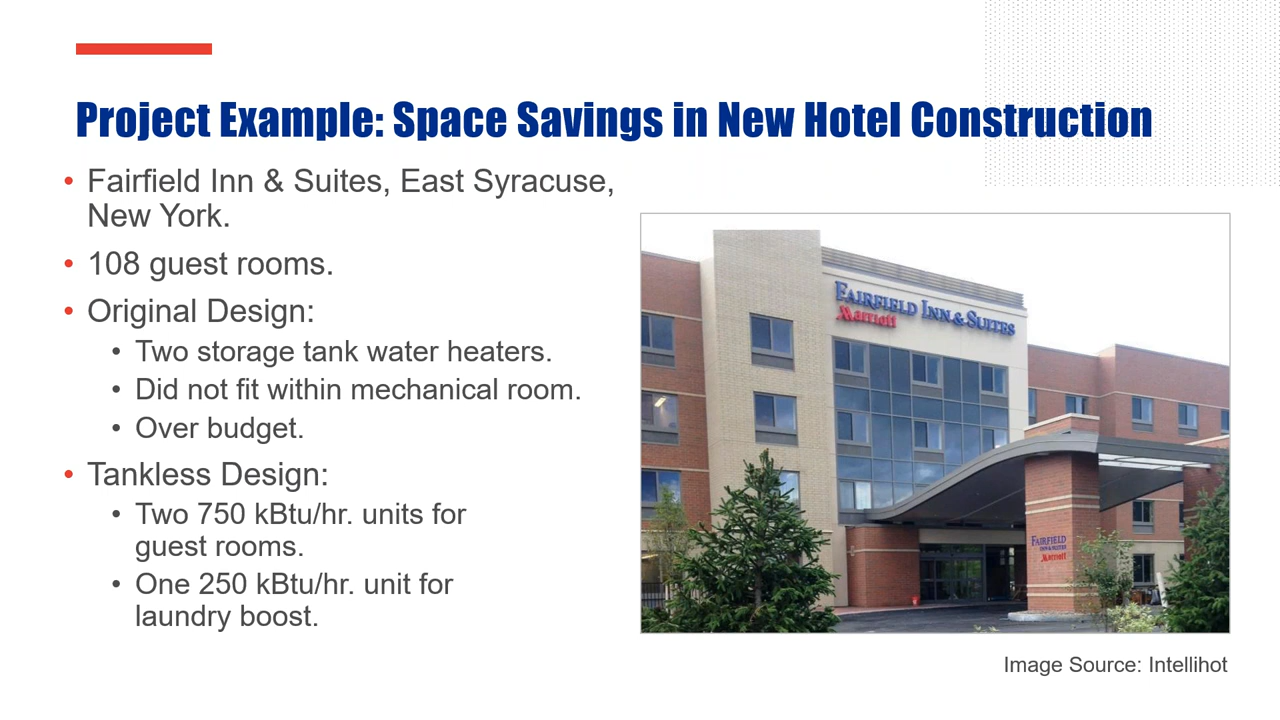 Project Example: Space Savings in New Hotel Construction
• Fairfield Inn & Suites, East Syracuse,
New York.
• 108 guest rooms.
• Original Design:
• Two storage tank water heaters.
• Did not fit within mechanical room.
• Over budget.
• Tankless Design:
• Two 750 kBtu/hr. units for
guest rooms.
• One 250 kBtu/hr. unit for
laundry boost.
FAIRFIELD INN & SUITES
Marriott
FAIRFIELD
INN & SUITES
Marriott
Image Source: Intellihot